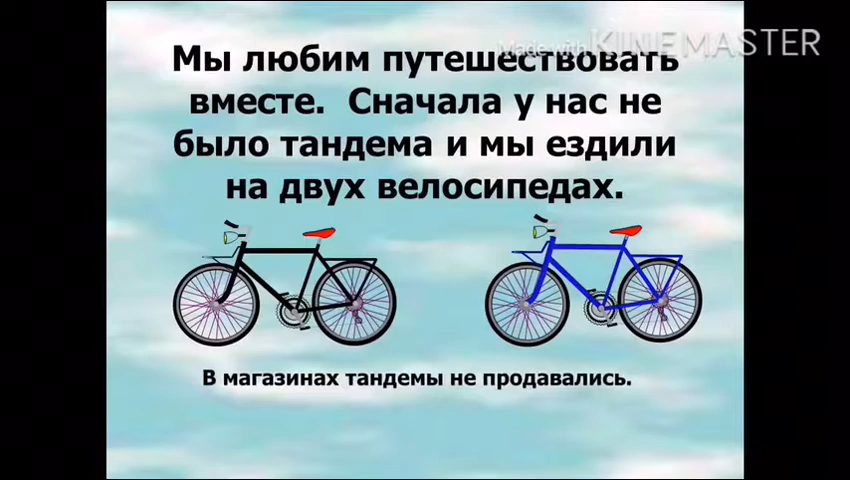 Made with KINEMASTER
Мы любим путешествовать
вместе. Сначала у нас не
было тандема и мы ездили
на двух велосипедах.
В магазинах тандемы не продавались.